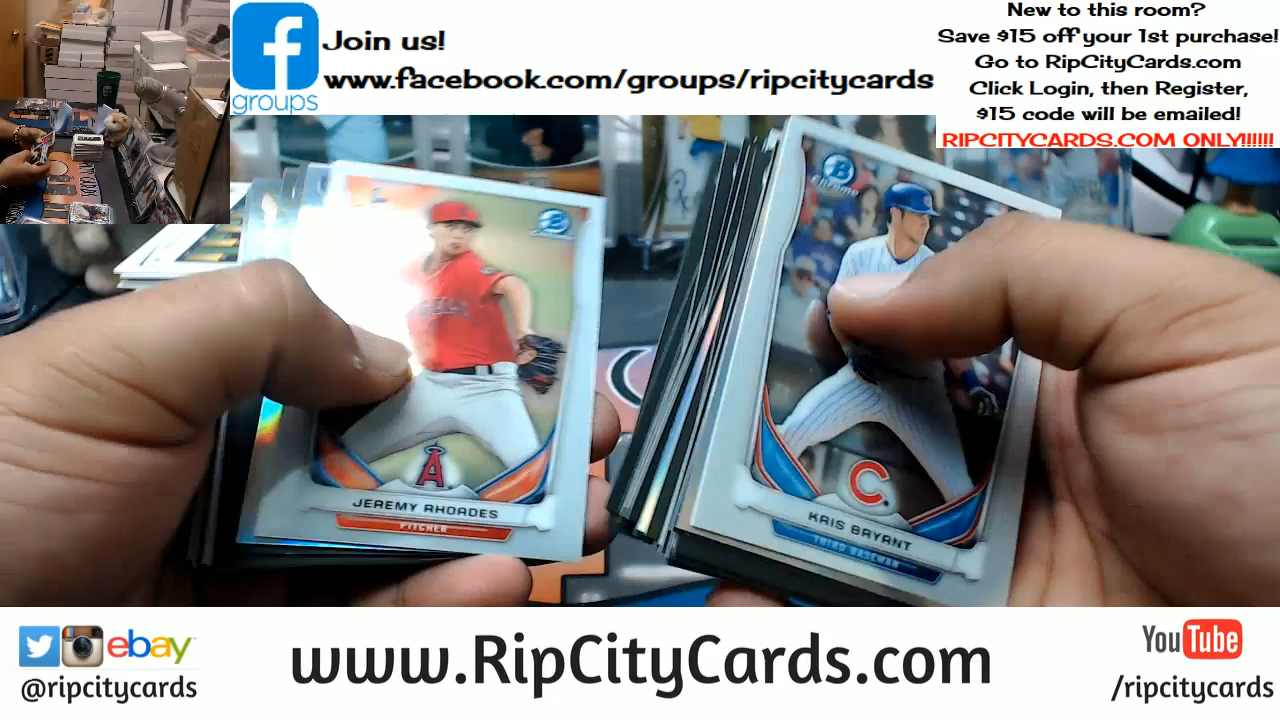 Join us!
www.facebook.com/groups/ripcitycards
groups
New to this room?
Save $15 off your 1st purchase!
Go to RipCityCards.com
Click Login, then Register,
$15 code will be emailed!
RIPCITYCARDS.COM ONLY!!!!!!
B
Chrome
A
JEREMY RHOADES
PITCHER
C
KRIS BRYANT
THIRD BASEMAN
ebay
@ripcitycards
www.RipCityCards.com
YouTube
/ripcitycards